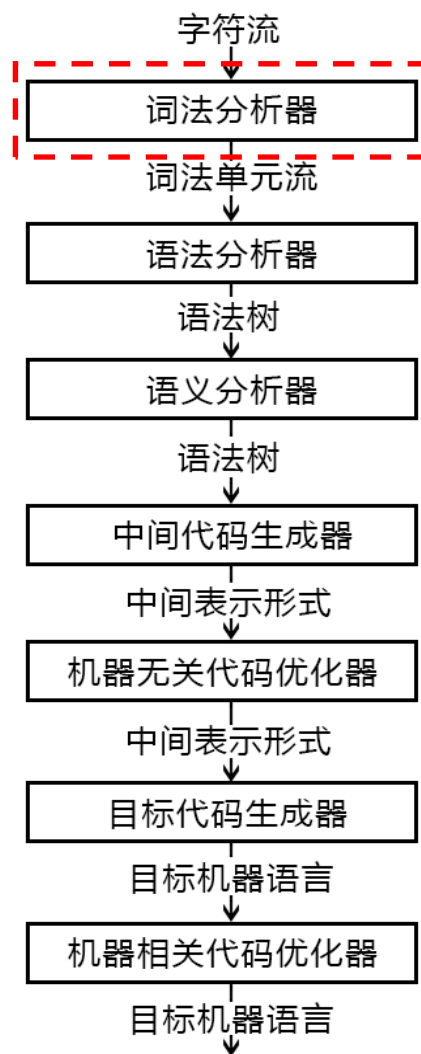 字符流
词法分析器
词法单元流
语法分析器
语法树
语义分析器
语法树
中间代码生成器
中间表示形式
机器无关代码优化器
中间表示形式
目标代码生成器
目标机器语言
机器相关代码优化器
目标机器语言